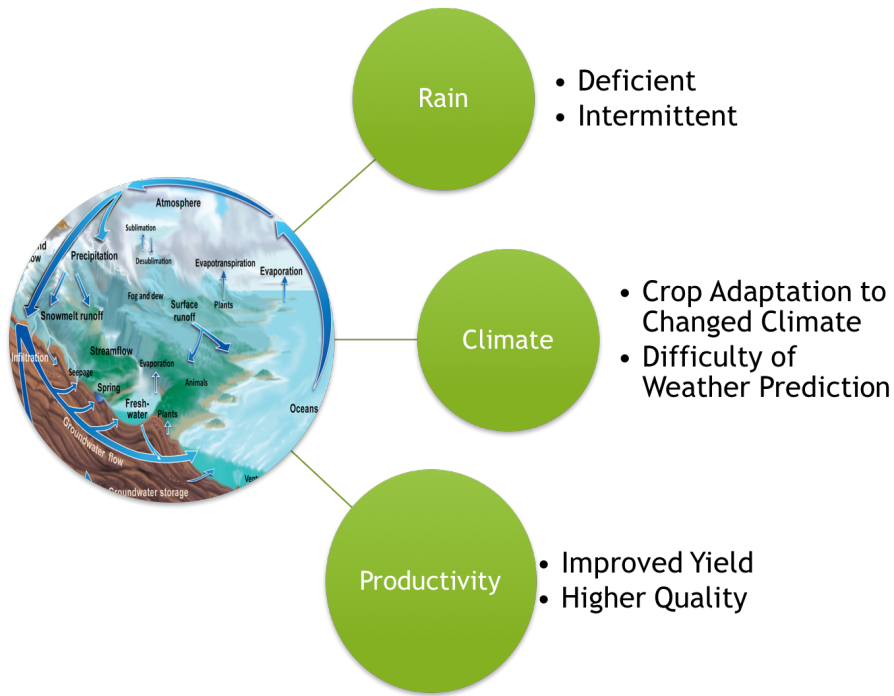 Rain
• Deficient
• Intermittent
Climate
• Crop Adaptation to
Changed Climate
• Difficulty of
Weather Prediction
Productivity
• Improved Yield
• Higher Quality
Atmosphere
Sublimation
Precipitation
Desublimation
Evapotranspiration
Evaporation
Fog and dew
Plants
Snowmelt runoff
Surface
runoff
Infiltration
Streamflow
Evaporation
Seepage
Animals
Spring
Fresh-
water
Plants
Oceans
Groundwater flow
Groundwater storage